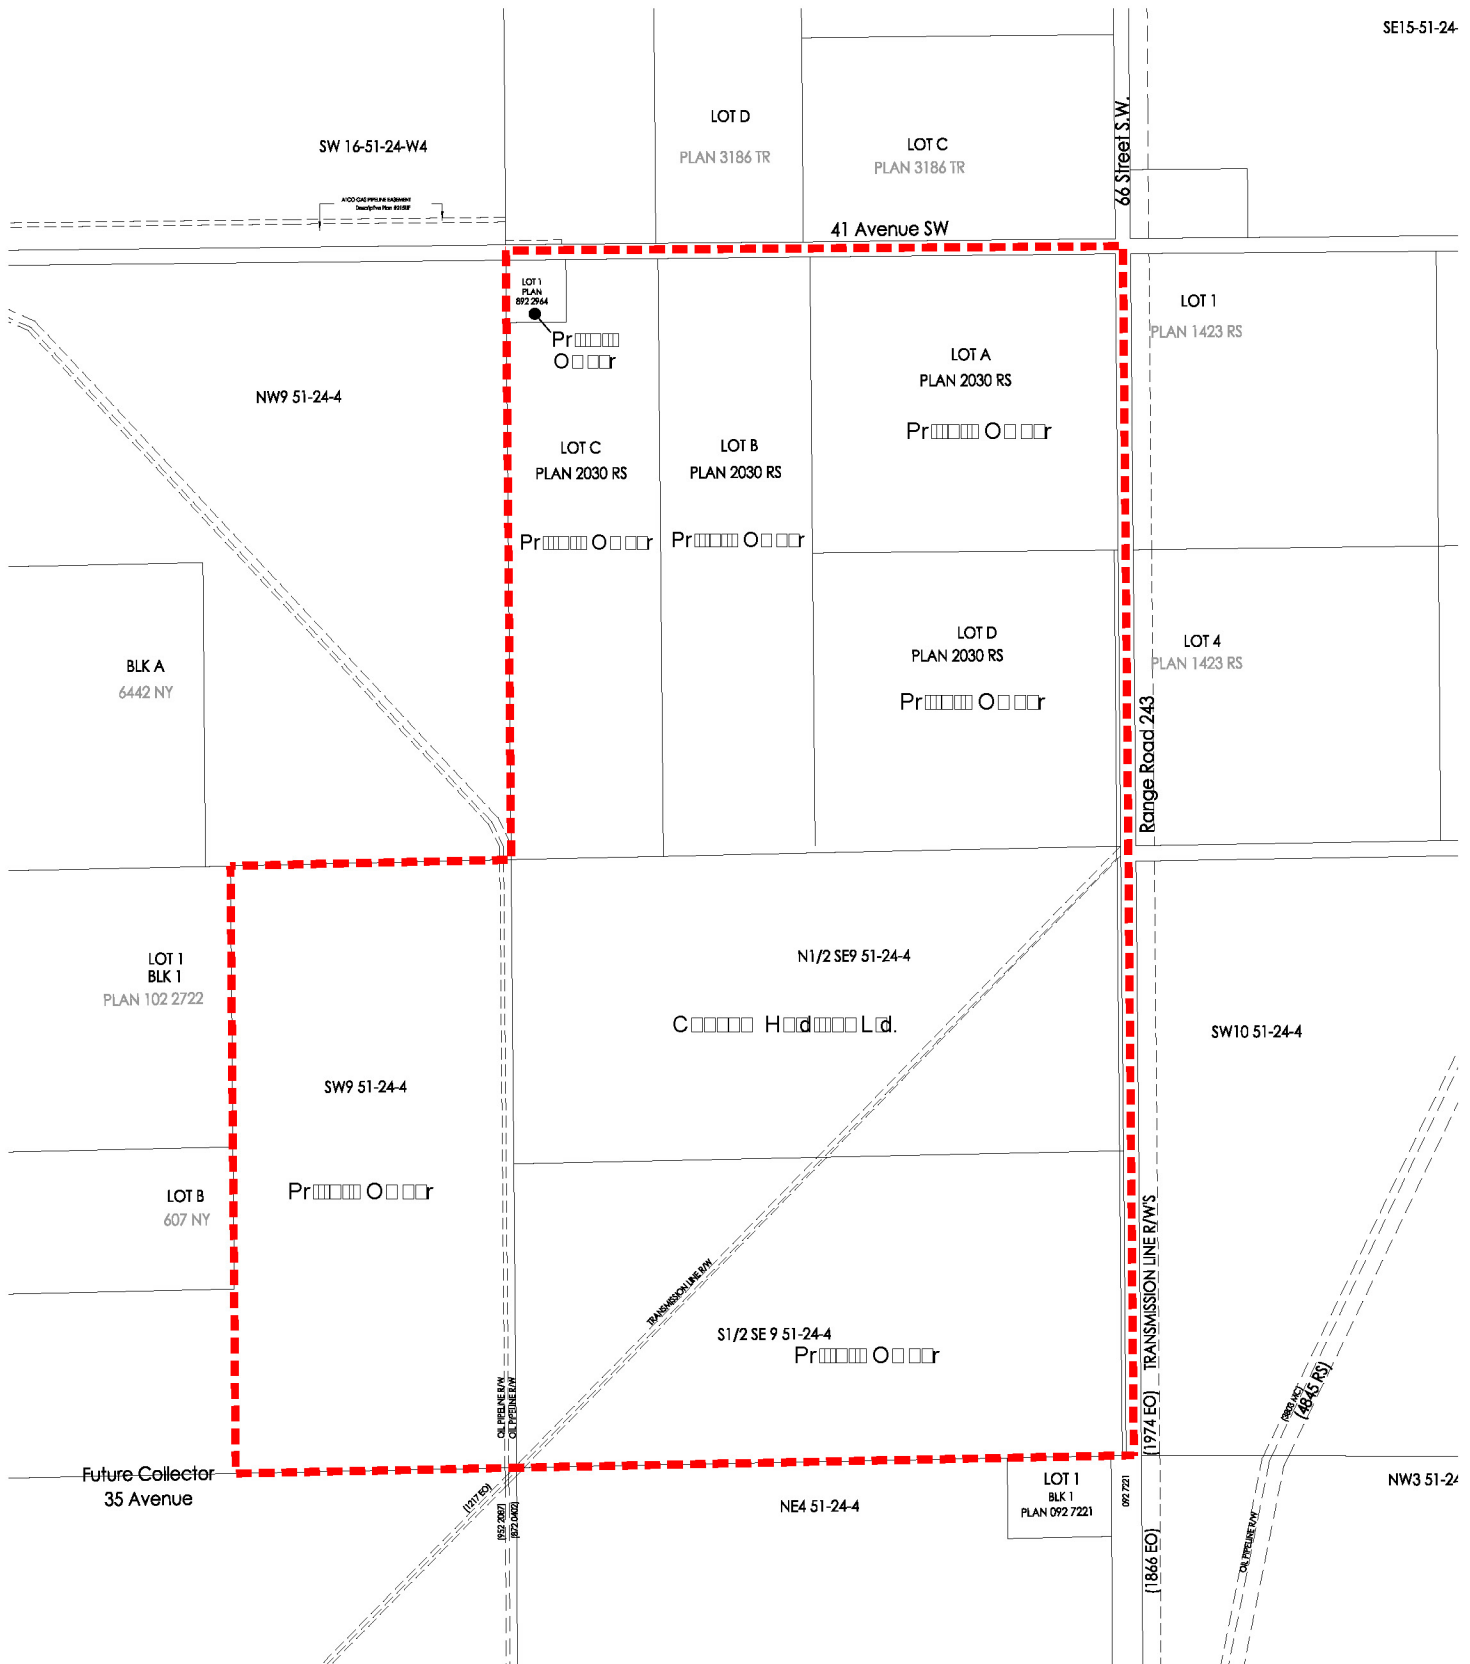 SE15-51-24-
LOT D
PLAN 3186 TR
LOT C
PLAN 3186 TR
66 Street S.W.
SW 16-51-24-W4
ATCO GAS PIPELINE EASEMENT
41 Avenue SW
LOT 1
PLAN
892 2964
LOT 1
PLAN 1423 RS
LOT A
PLAN 2030 RS
NW9 51-24-4
LOT C
PLAN 2030 RS
LOT B
PLAN 2030 RS
LOT D
PLAN 2030 RS
LOT 4
PLAN 1423 RS
BLK A
6442 NY
Range Road 243
N1/2 SE9 51-24-4
LOT 1
BLK 1
PLAN 102 2722
SW10 51-24-4
SW9 51-24-4
LOT B
607 NY
TRANSMISSION LINE R/W
TRANSMISSION LINE R/W'S
S1/2 SE 9 51-24-4
OIL PIPELINE R/W
OIL PIPELINE R/W
(1974 EO)
(4845 RS)
Future Collector
35 Avenue
(1217 EO)
(952 2087)
(872 0402)
NE4 51-24-4
LOT 1
BLK 1
PLAN 092 7221
092 7221
NW3 51-24
(1866 EO)
OIL PIPELINE R/W